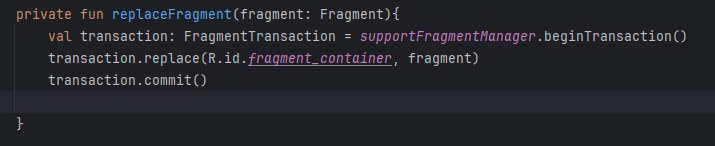 private fun replaceFragment(fragment: Fragment){
    val transaction: FragmentTransaction = supportFragmentManager.beginTransaction()
    transaction.replace(R.id.fragment_container, fragment)
    transaction.commit()
}